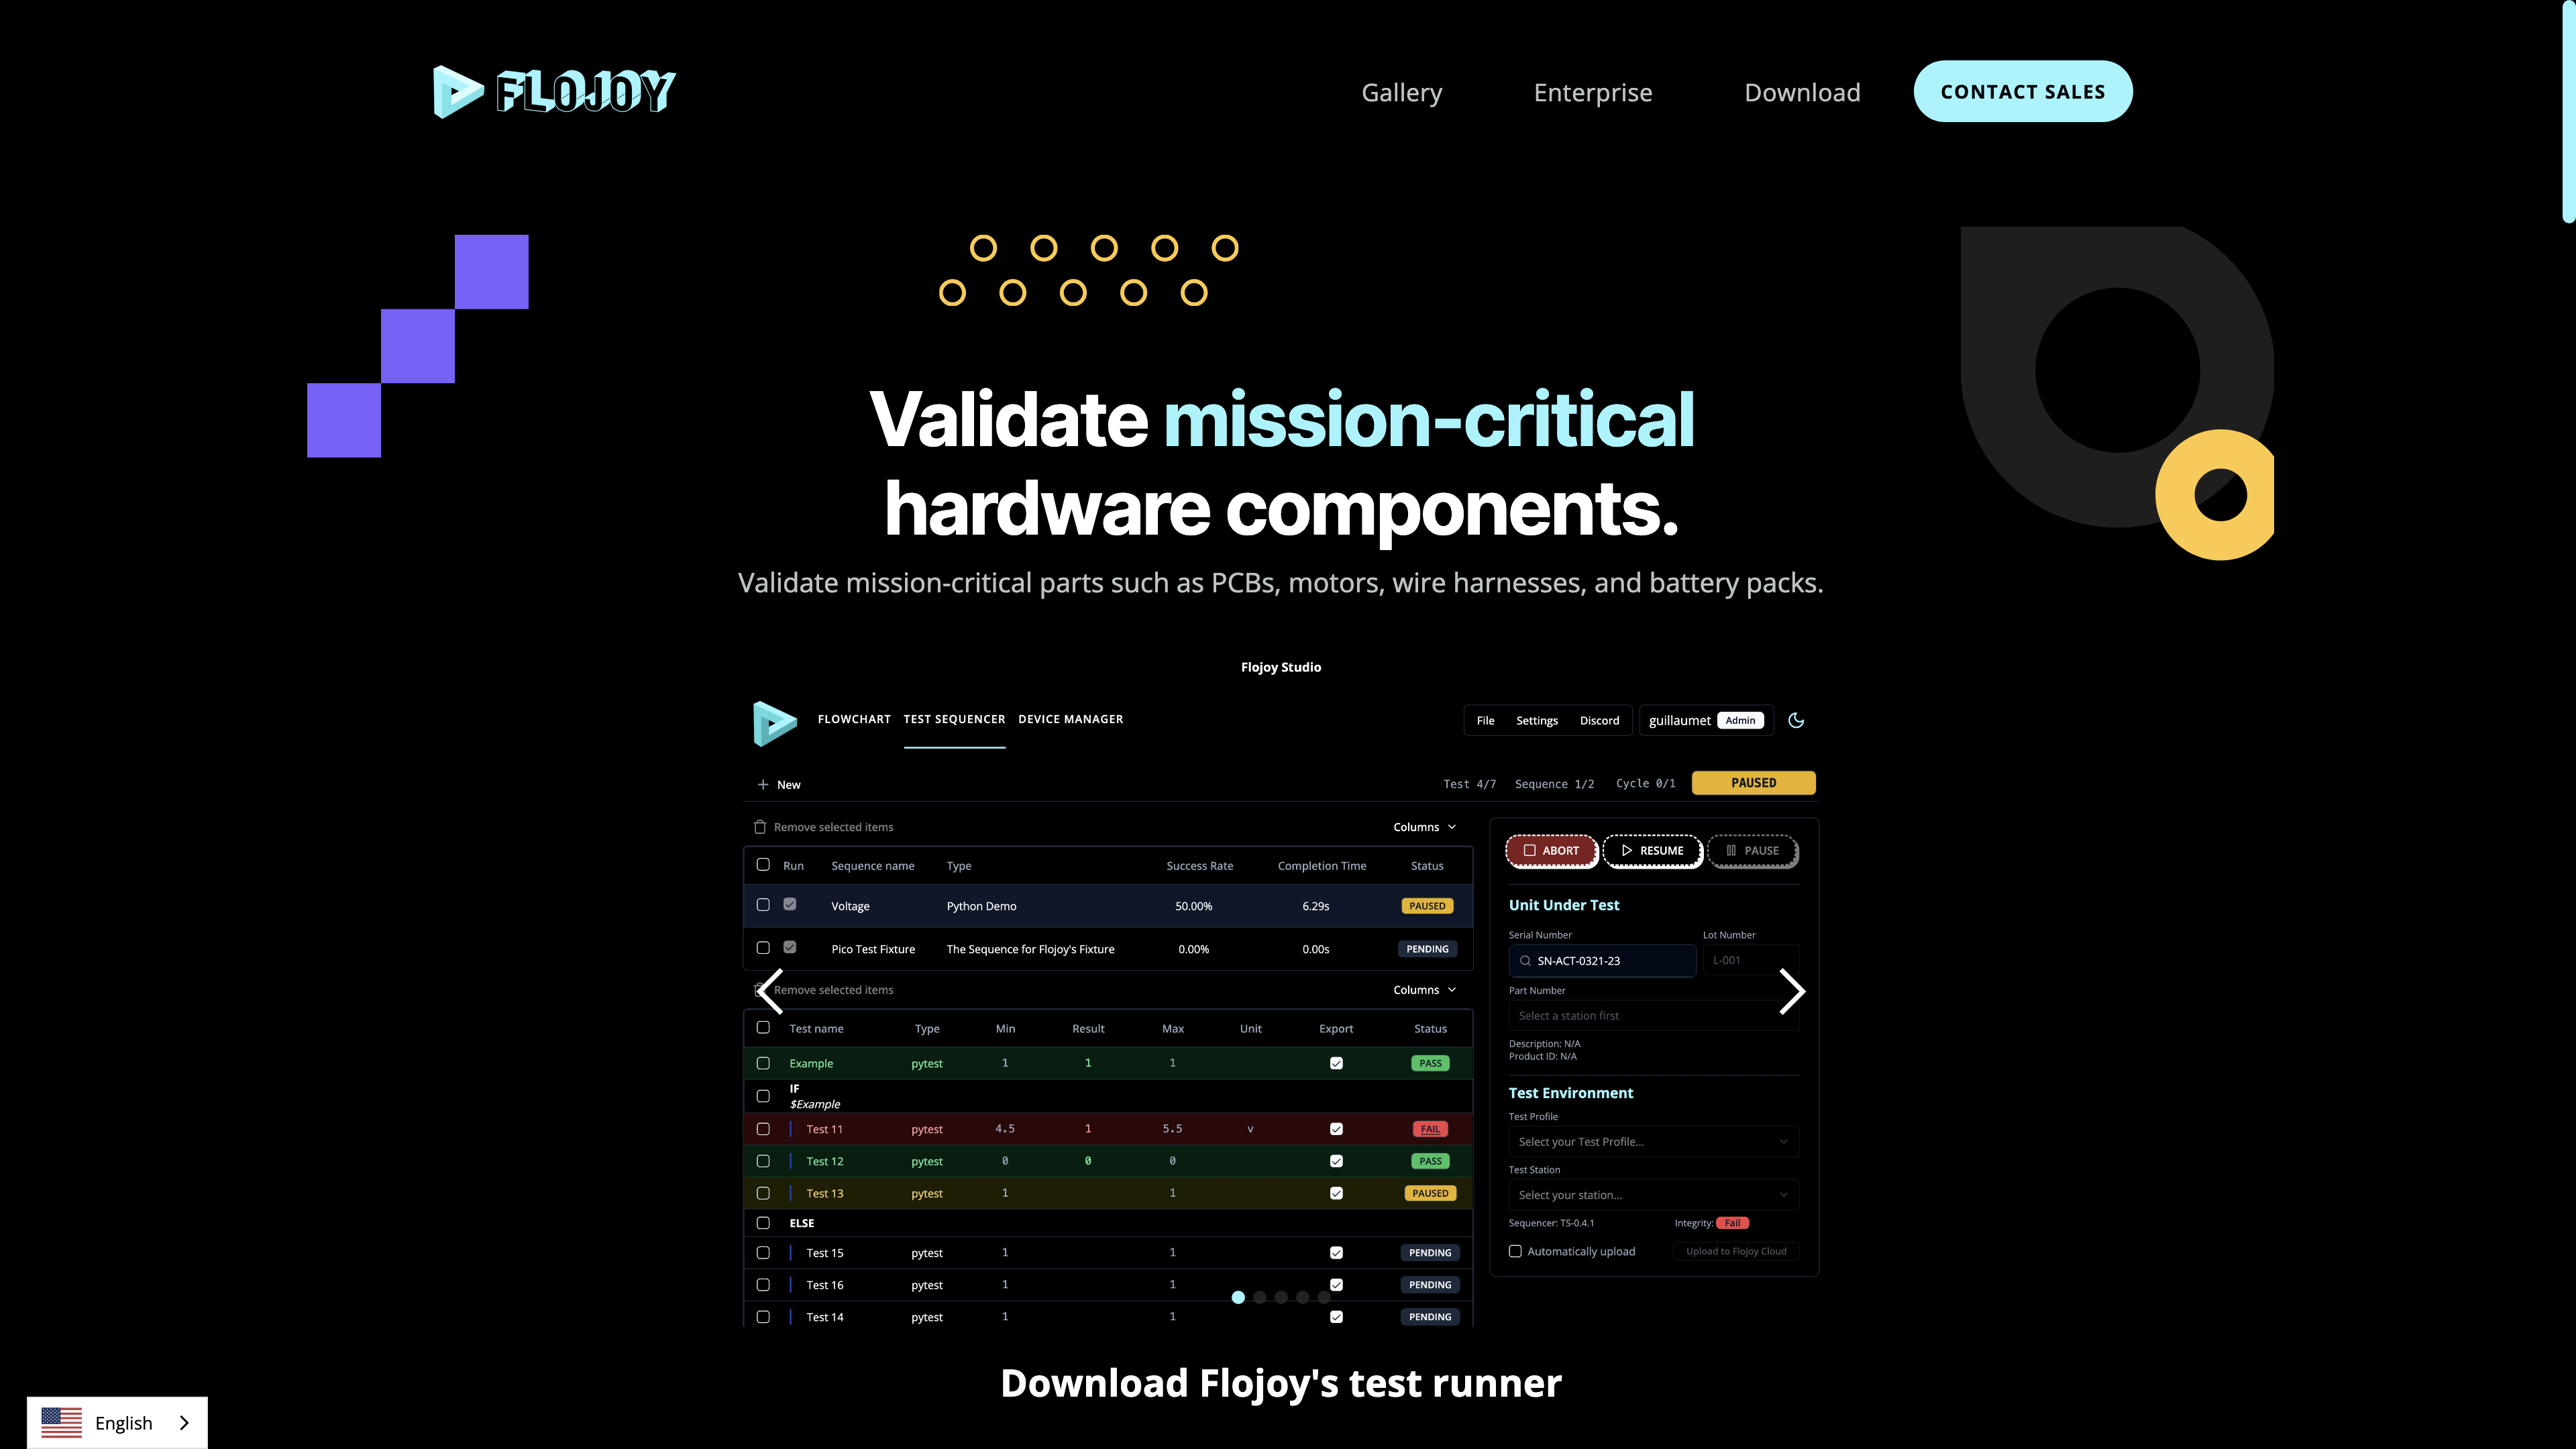 FLOJOY
Gallery Enterprise Download CONTACT SALES
Validate mission-critical
hardware components.
Validate mission-critical parts such as PCBs, motors, wire harnesses, and battery packs.
Flojoy Studio
FLOWCHART TEST SEQUENCER DEVICE MANAGER
File Settings Discord guillaumet Admin
New
Test 4/7 Sequence 1/2 Cycle 0/1 PAUSED
Remove selected items Columns
Run Sequence name Type Success Rate Completion Time Status
Voltage Python Demo 50.00% 6.29s PAUSED
Pico Test Fixture The Sequence for Flojoy's Fixture 0.00% 0.00s PENDING
Remove selected items Columns
Test name Type Min Result Max Unit Export Status
Example pytest 1 1 1 PASS
IF
$Example
Test 11 pytest 4.5 1 5.5 v FAIL
Test 12 pytest 0 0 0 PASS
Test 13 pytest 1 1 PAUSED
ELSE
Test 15 pytest 1 1 PENDING
Test 16 pytest 1 1 PENDING
Test 14 pytest 1 1 PENDING
ABORT RESUME PAUSE
Unit Under Test
Serial Number Lot Number
SN-ACT-0321-23 L-001
Part Number
Select a station first
Description: N/A
Product ID: N/A
Test Environment
Test Profile
Select your Test Profile...
Test Station
Select your station...
Sequencer: TS-0.4.1 Integrity: Fail
Automatically upload Upload to Flojoy Cloud
Download Flojoy's test runner
English